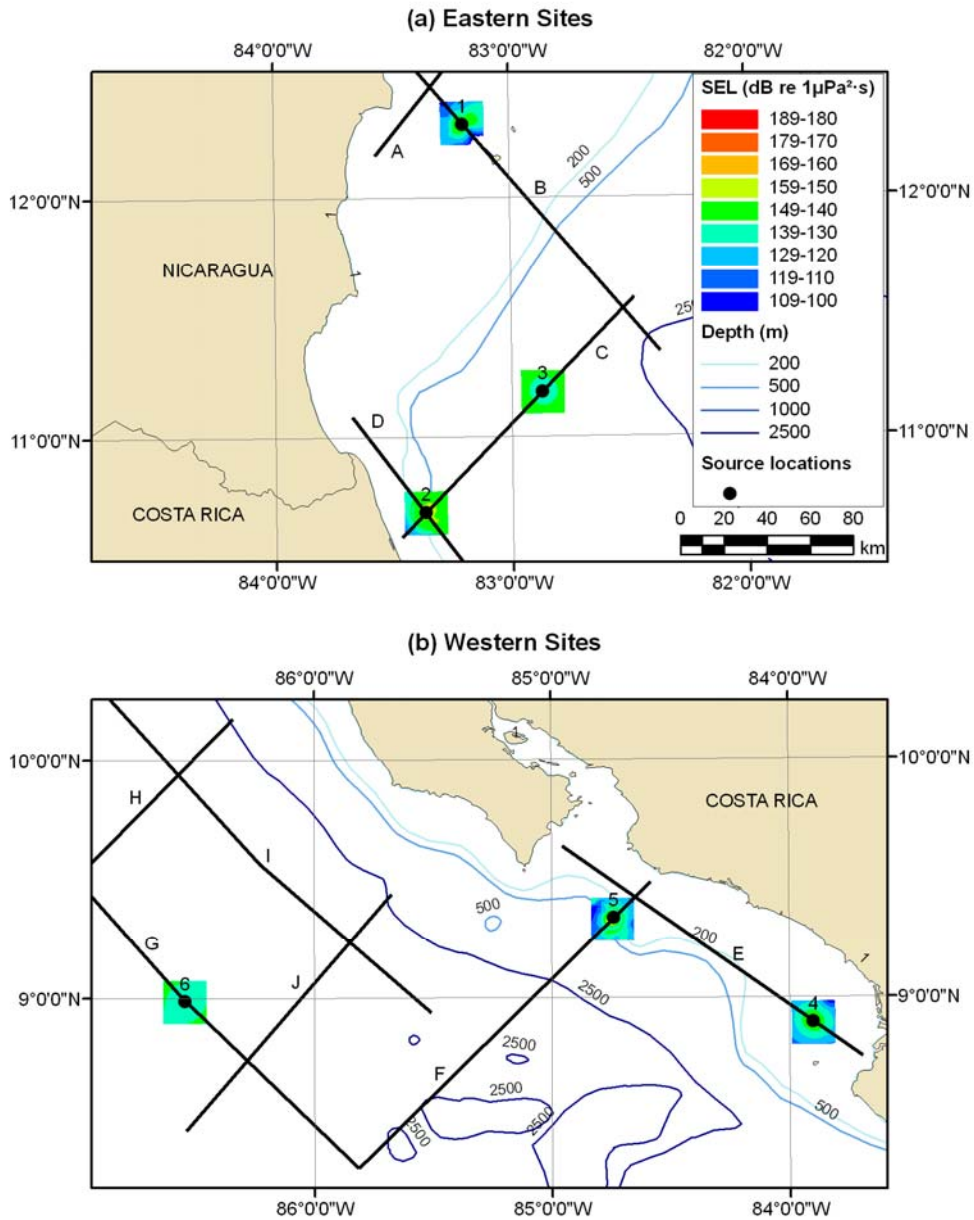 (a) Eastern Sites
84°0'0"W 83°0'0"W 82°0'0"W
SEL (dB re 1µPa²·s)
189-180
179-170
169-160
159-150
149-140
139-130
129-120
119-110
109-100
Depth (m)
200
500
1000
2500
Source locations
0 20 40 60 80
km
1
A
B
200
500
12°0'0"N 12°0'0"N
1
NICARAGUA
1
C
3
D
11°0'0"N 11°0'0"N
2
COSTA RICA
84°0'0"W 83°0'0"W 82°0'0"W
(b) Western Sites
86°0'0"W 85°0'0"W 84°0'0"W
1
10°0'0"N 10°0'0"N
H
COSTA RICA
I
5
500
200
E
1
G
J
6
9°0'0"N 9°0'0"N
2500
4
2500
F
2500
2500
2500
500
86°0'0"W 85°0'0"W 84°0'0"W